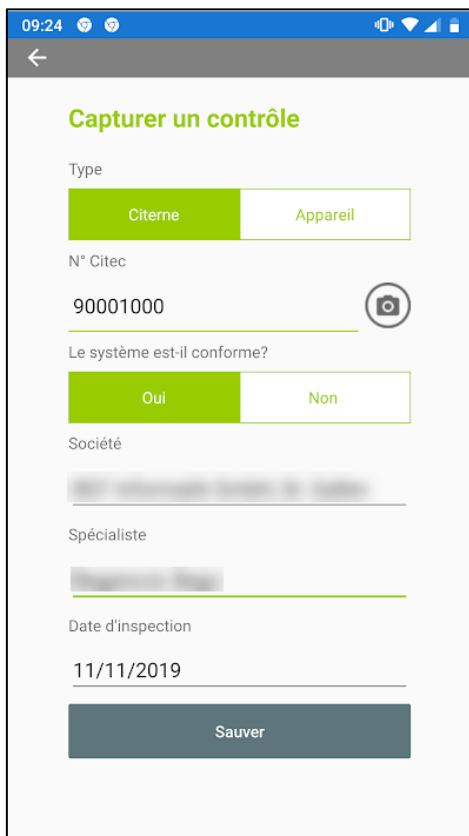 09:24
Capturer un contrôle
Type
Citerne Appareil
N° Citec
90001000
Le système est-il conforme?
Oui Non
Société
Spécialiste
Date d'inspection
11/11/2019
Sauver